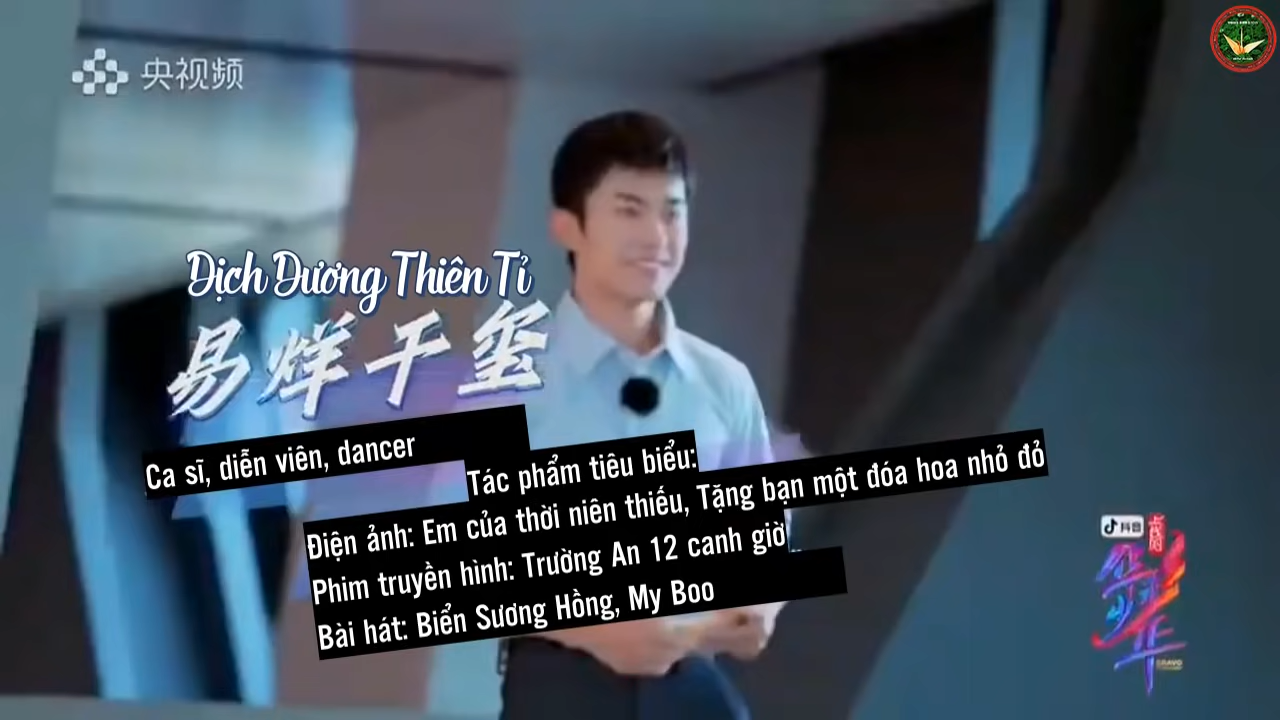 央视频
Dịch Dương Thiên Tỉ
易烊千玺
Ca sĩ, diễn viên, dancer
Tác phẩm tiêu biểu:
Điện ảnh: Em của thời niên thiếu, Tặng bạn một đóa hoa nhỏ đỏ
Phim truyền hình: Trường An 12 canh giờ
Bài hát: Biển Sương Hồng, My Boo
抖音
BRAVO